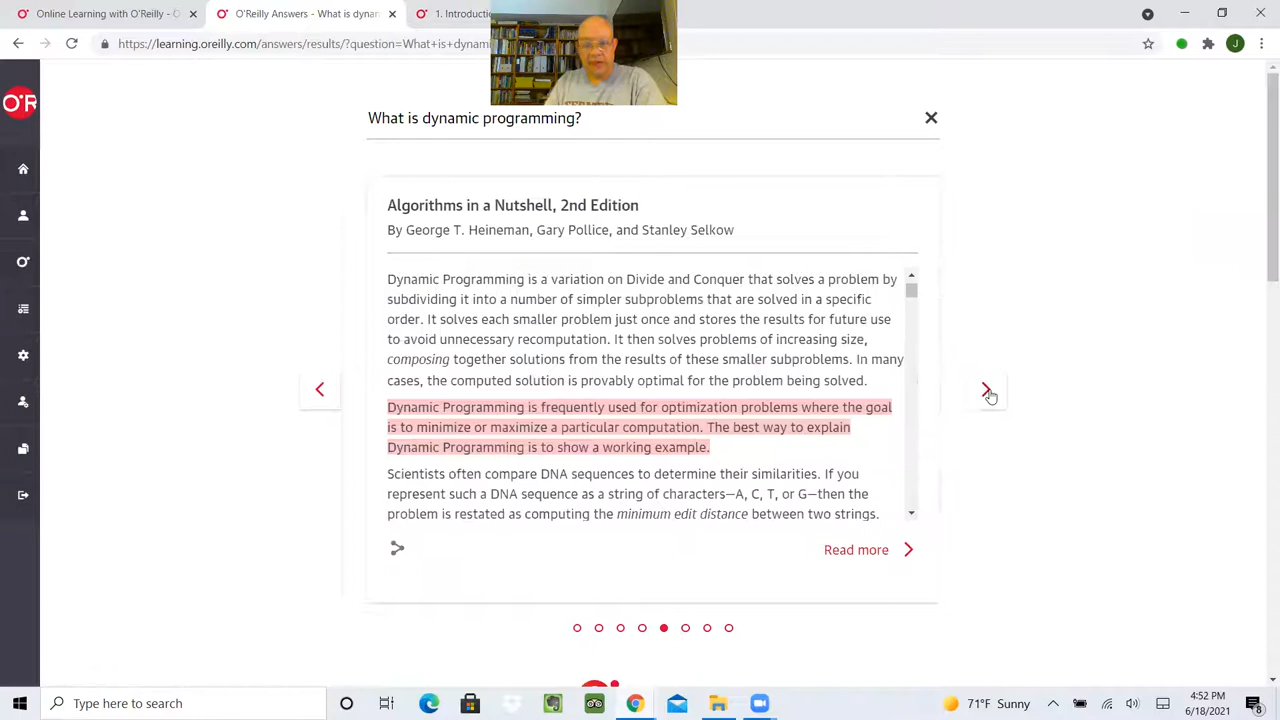 Online Learning with O'Reilly - O
O'Reilly Answers - What is dynam
1. Introducti
https://learning.oreilly.com/answers/results/?question=What+is+dynam
J
O'R
What is dynamic programming?
Algorithms in a Nutshell, 2nd Edition
By George T. Heineman, Gary Pollice, and Stanley Selkow
Dynamic Programming is a variation on Divide and Conquer that solves a problem by
subdividing it into a number of simpler subproblems that are solved in a specific
order. It solves each smaller problem just once and stores the results for future use
to avoid unnecessary recomputation. It then solves problems of increasing size,
composing together solutions from the results of these smaller subproblems. In many
cases, the computed solution is provably optimal for the problem being solved.
Dynamic Programming is frequently used for optimization problems where the goal
is to minimize or maximize a particular computation. The best way to explain
Dynamic Programming is to show a working example.
Scientists often compare DNA sequences to determine their similarities. If you
represent such a DNA sequence as a string of characters—A, C, T, or G—then the
problem is restated as computing the minimum edit distance between two strings.
Read more
Type here to search
71°F Sunny
4:52 PM
6/18/2021
8